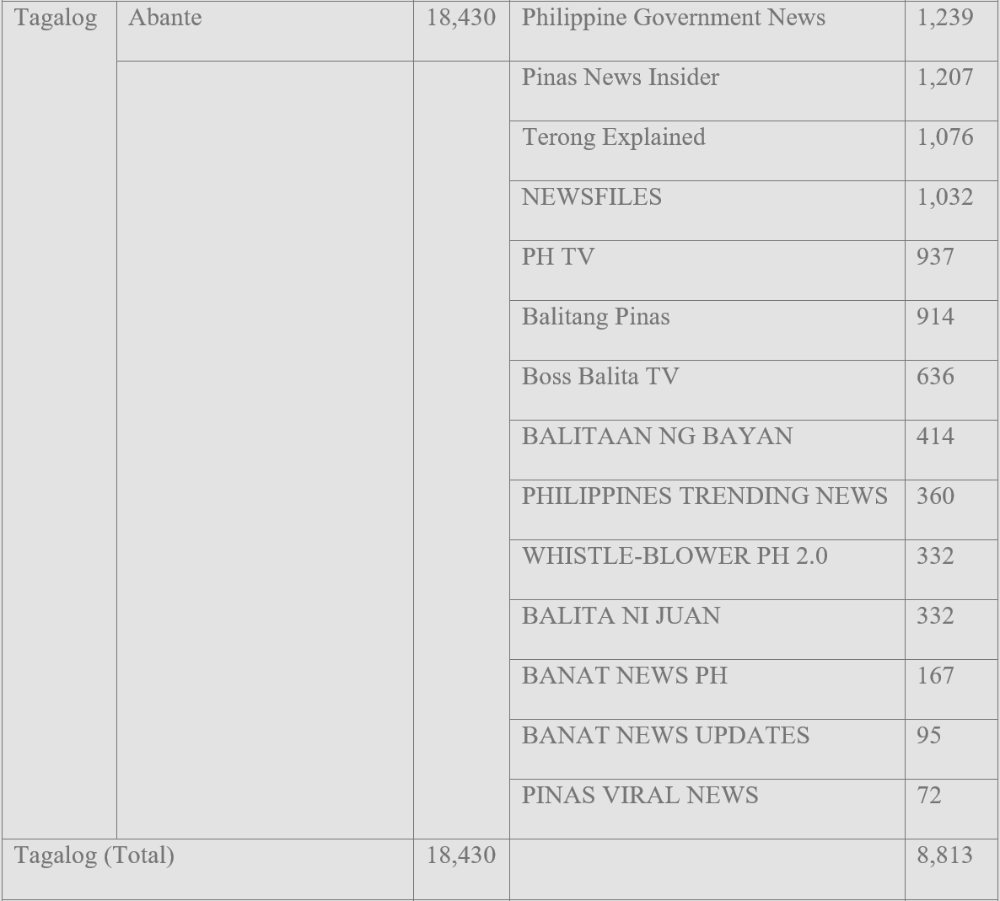 Tagalog Abante 18,430 Philippine Government News 1,239
Pinas News Insider 1,207
Terong Explained 1,076
NEWSFILES 1,032
PH TV 937
Balitang Pinas 914
Boss Balita TV 636
BALITAAN NG BAYAN 414
PHILIPPINES TRENDING NEWS 360
WHISTLE-BLOWER PH 2.0 332
BALITA NI JUAN 332
BANAT NEWS PH 167
BANAT NEWS UPDATES 95
PINAS VIRAL NEWS 72
Tagalog (Total) 18,430 8,813